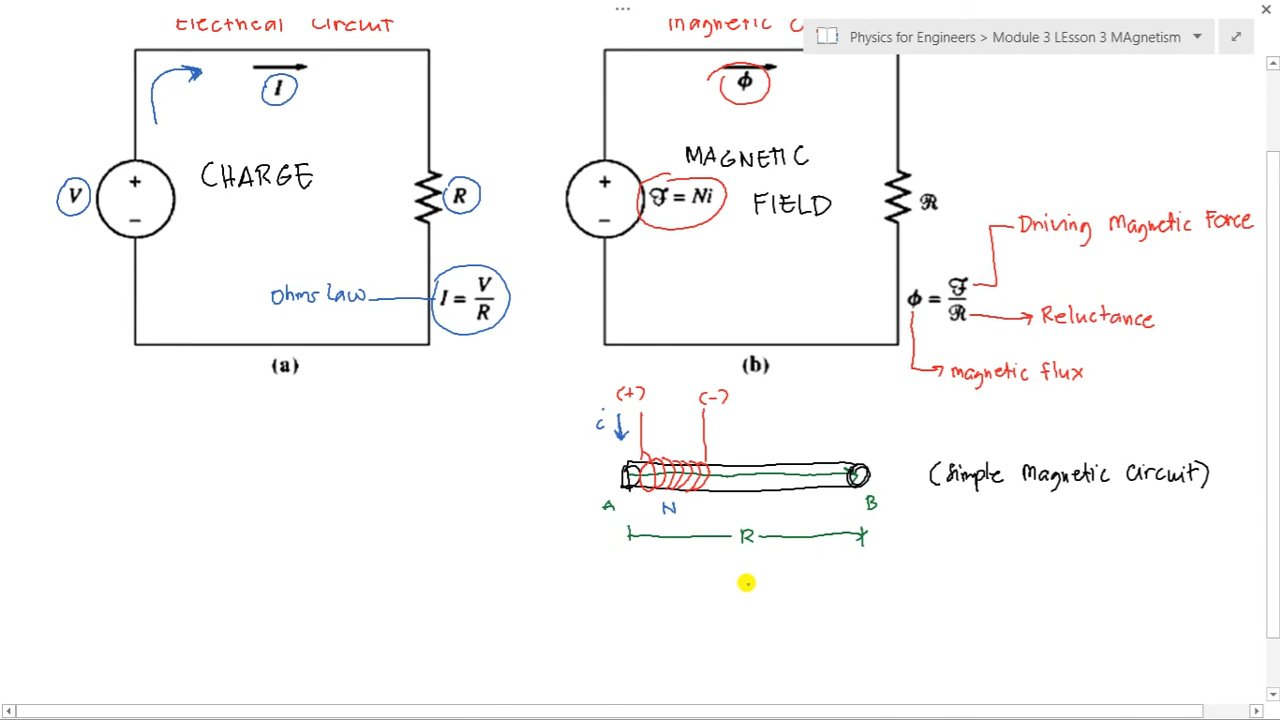 Physics for Engineers > Module 3 LEsson 3 MAgnetism
Electrical Circuit
I
CHARGE
+
V
−
R
Ohms Law
I = V/R
(a)
Magnetic C
ϕ
MAGNETIC
FIELD
+
ℱ = Ni
−
ℛ
Driving Magnetic Force
ϕ = ℱ/ℛ
Reluctance
magnetic flux
(b)
(+)
(-)
i
A
N
B
R
(Simple Magnetic Circuit)